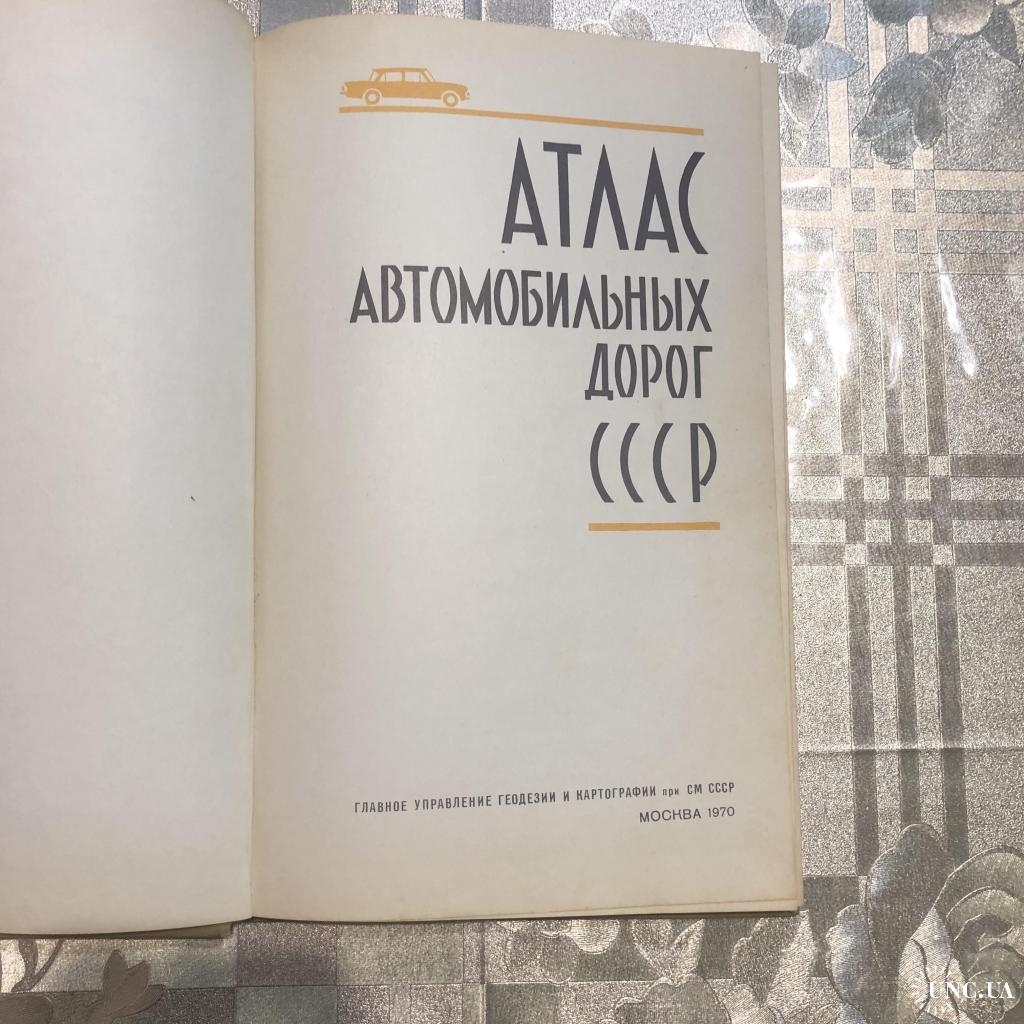 АТЛАС
АВТОМОБИЛЬНЫХ
ДОРОГ
СССР
ГЛАВНОЕ УПРАВЛЕНИЕ ГЕОДЕЗИИ И КАРТОГРАФИИ при СМ СССР
МОСКВА 1970
UNC.UA